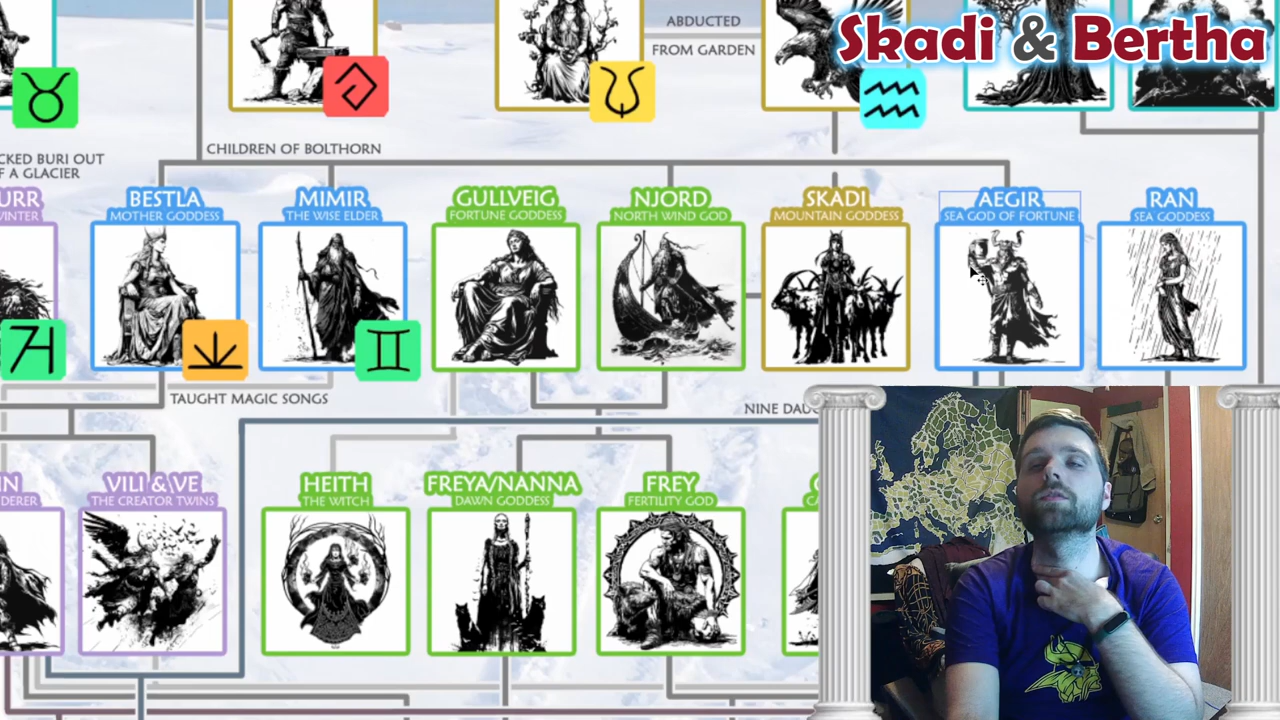 ABDUCTED
FROM GARDEN
Skadi & Bertha
CHILDREN OF BOLTHORN
CKED BURI OUT
F A GLACIER
URR
WINTER
BESTLA
MOTHER GODDESS
MIMIR
THE WISE ELDER
GULLVEIG
FORTUNE GODDESS
NJORD
NORTH WIND GOD
SKADI
MOUNTAIN GODDESS
AEGIR
SEA GOD OF FORTUNE
RAN
SEA GODDESS
TAUGHT MAGIC SONGS
NINE DAUG
IN
DERER
VILI & VE
THE CREATOR TWINS
HEITH
THE WITCH
FREYA/NANNA
DAWN GODDESS
FREY
FERTILITY GOD